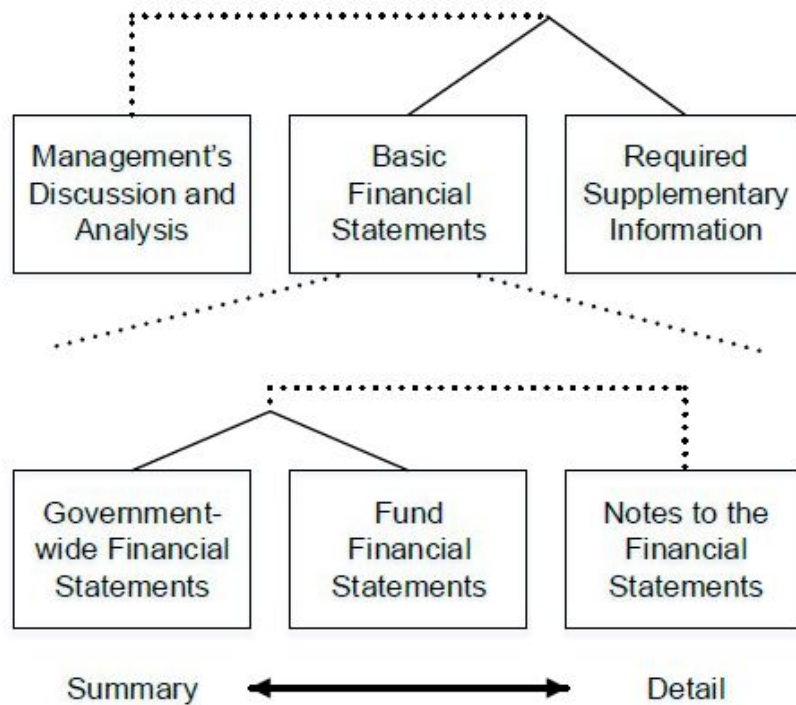 Management's
Discussion and
Analysis
Basic
Financial
Statements
Required
Supplementary
Information
Government-
wide Financial
Statements
Fund
Financial
Statements
Notes to the
Financial
Statements
Summary
Detail